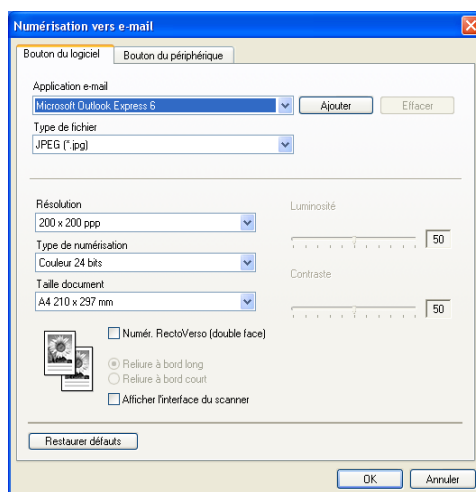 Numérisation vers e-mail
Bouton du logiciel Bouton du périphérique
Application e-mail
Microsoft Outlook Express 6 Ajouter Effacer
Type de fichier
JPEG (*.jpg)
Résolution Luminosité
200 x 200 ppp 50
Type de numérisation
Couleur 24 bits Contraste
Taille document
A4 210 x 297 mm 50
Numér. RectoVerso (double face)
Reliure à bord long
Reliure à bord court
Afficher l'interface du scanner
Restaurer défauts
OK Annuler